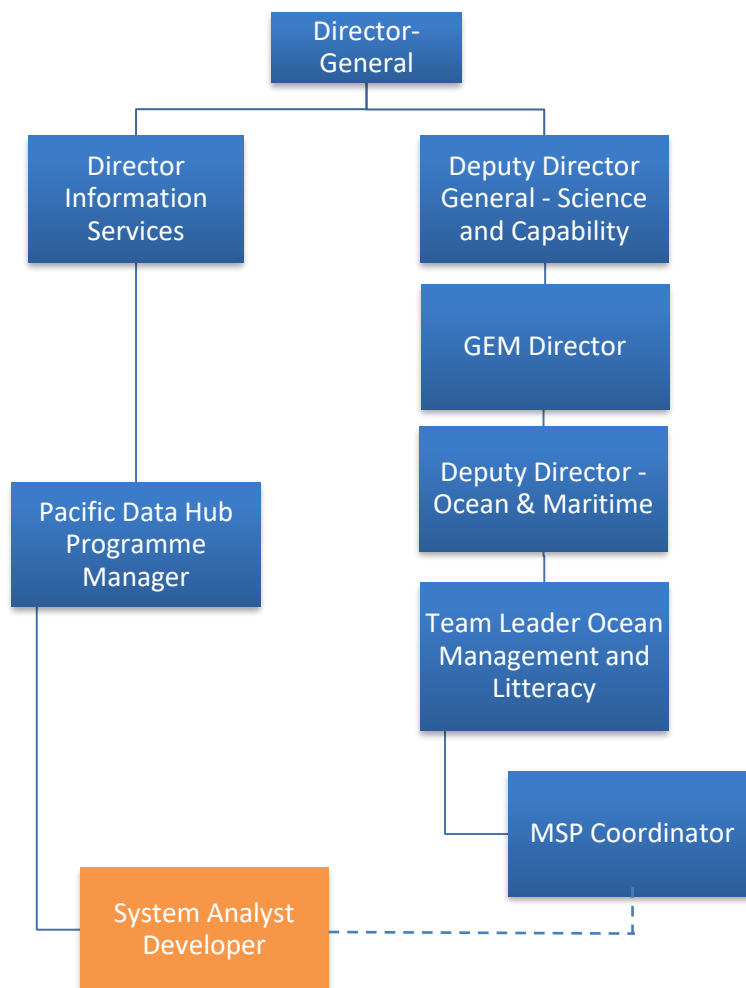 Director-
General
Director
Information
Services
Deputy Director
General - Science
and Capability
GEM Director
Deputy Director -
Ocean & Maritime
Pacific Data Hub
Programme
Manager
Team Leader Ocean
Management and
Litteracy
MSP Coordinator
System Analyst
Developer